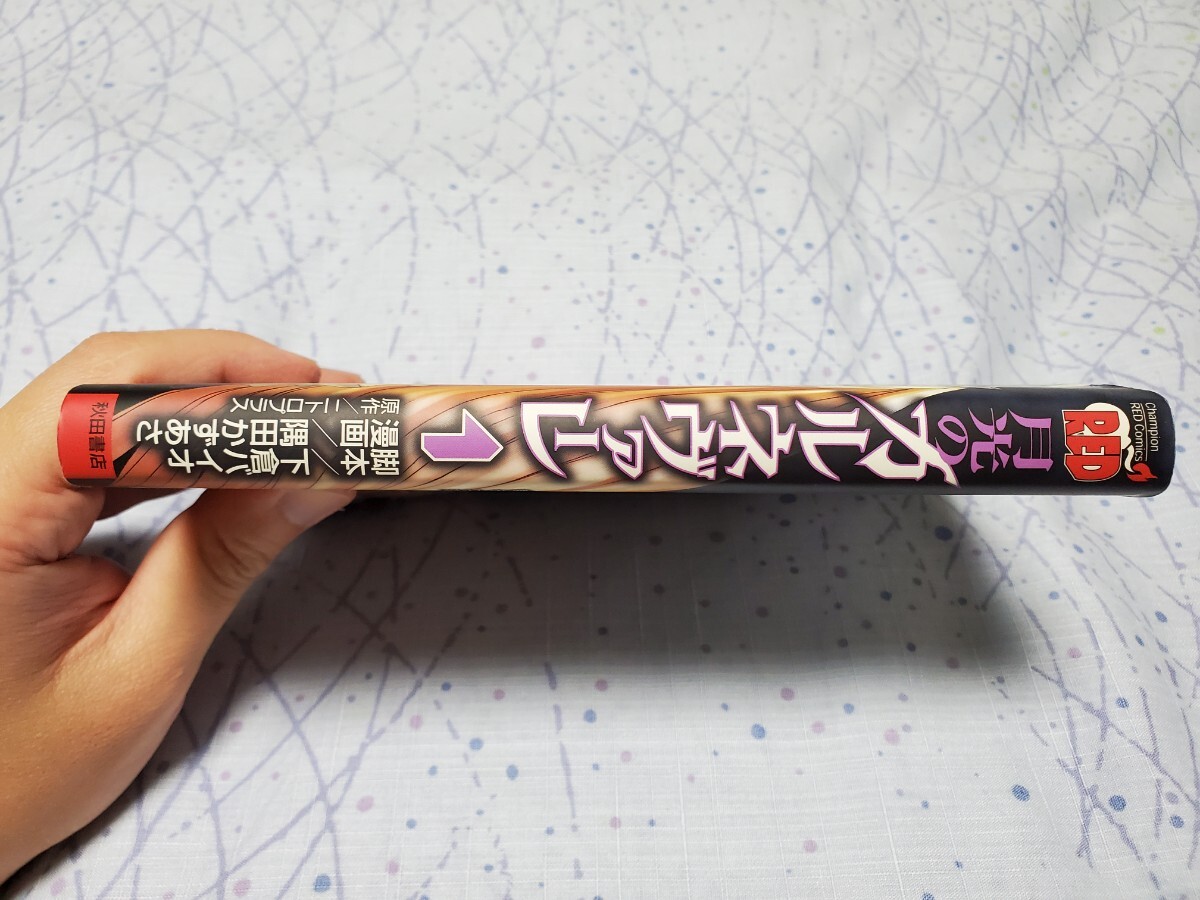 Champion
RED Comics
RED
月光の
カルネヴァーレ
1
脚本/下倉バイオ
漫画/隅田かずあさ
原作/ニトロプラス
秋田書店